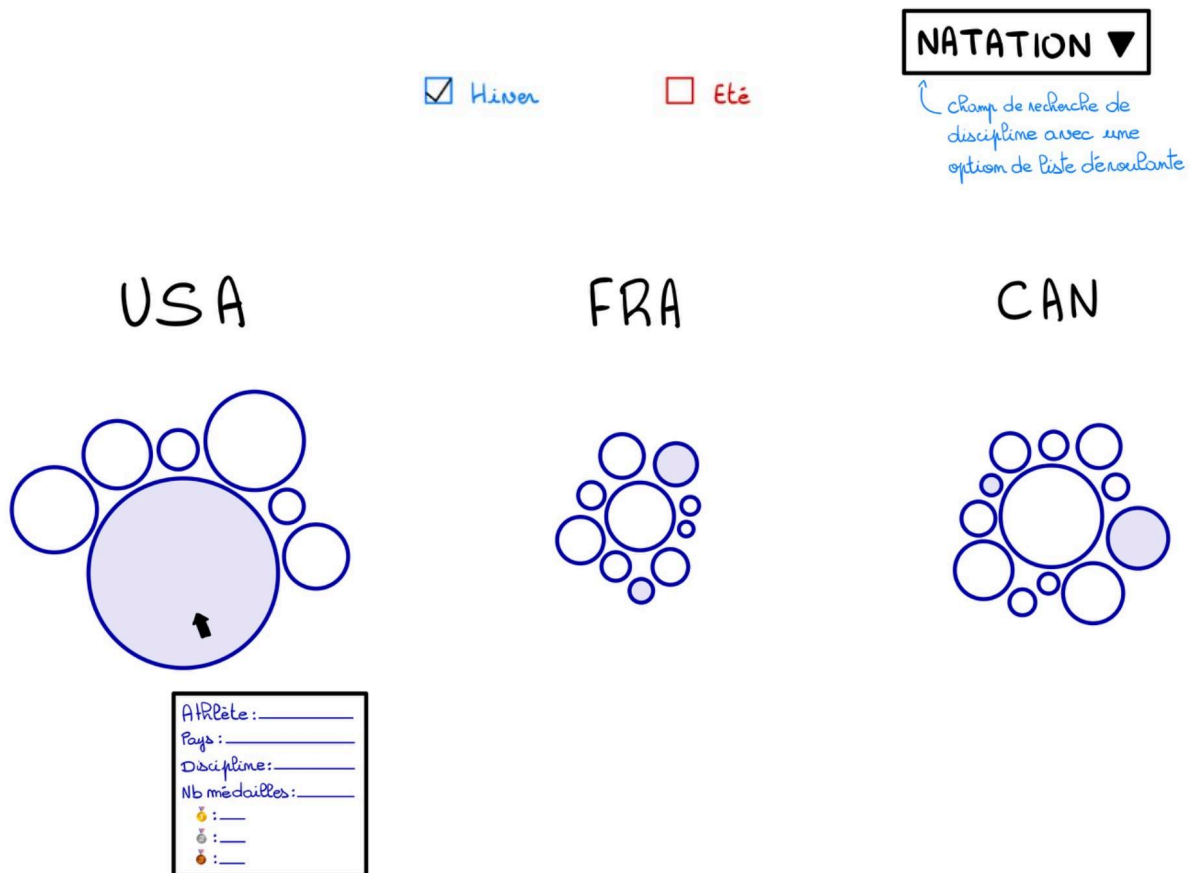 NATATION ▼
Hiver
Eté
champ de recherche de
discipline avec une
option de liste déroulante
USA
FRA
CAN
Athlète:
Pays:
Discipline:
Nb médailles:
🥇:
🥈:
🥉: